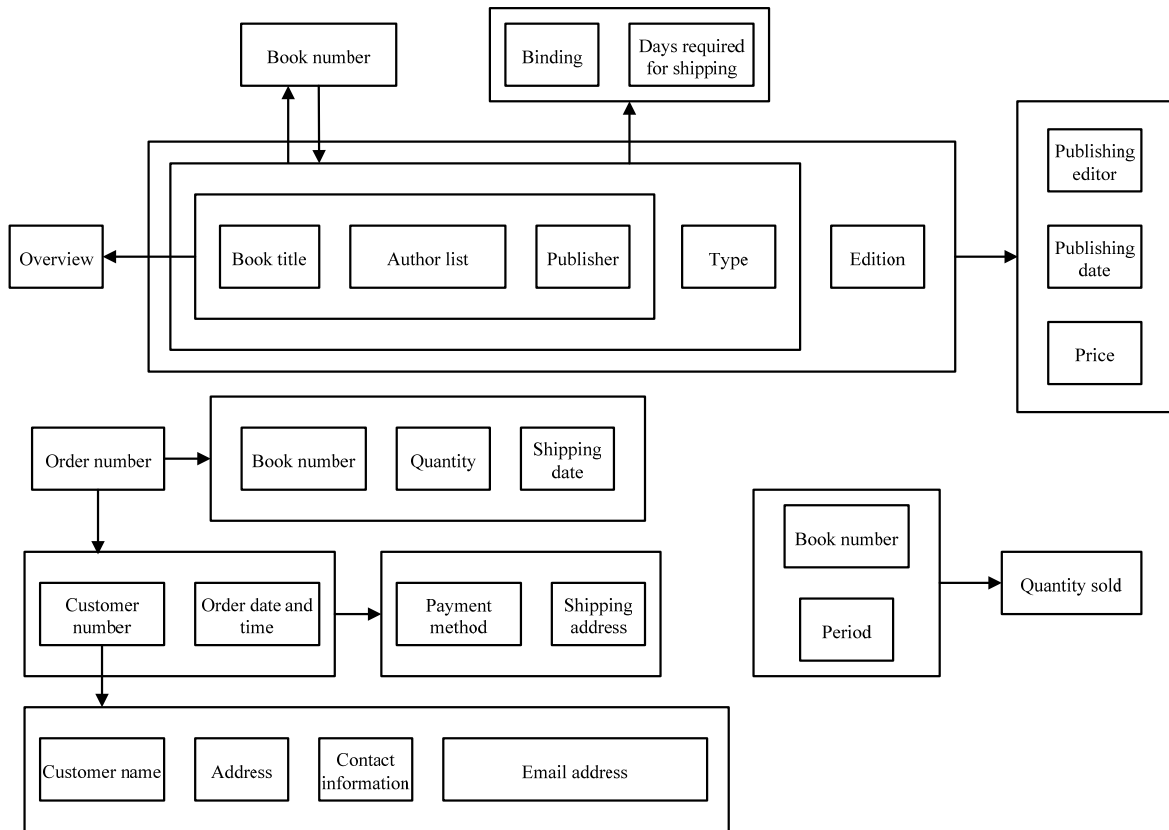 Book number
Binding
Days required
for shipping
Publishing
editor
Overview
Book title
Author list
Publisher
Type
Edition
Publishing
date
Price
Order number
Book number
Quantity
Shipping
date
Book number
Customer
number
Order date and
time
Payment
method
Shipping
address
Period
Quantity sold
Customer name
Address
Contact
information
Email address